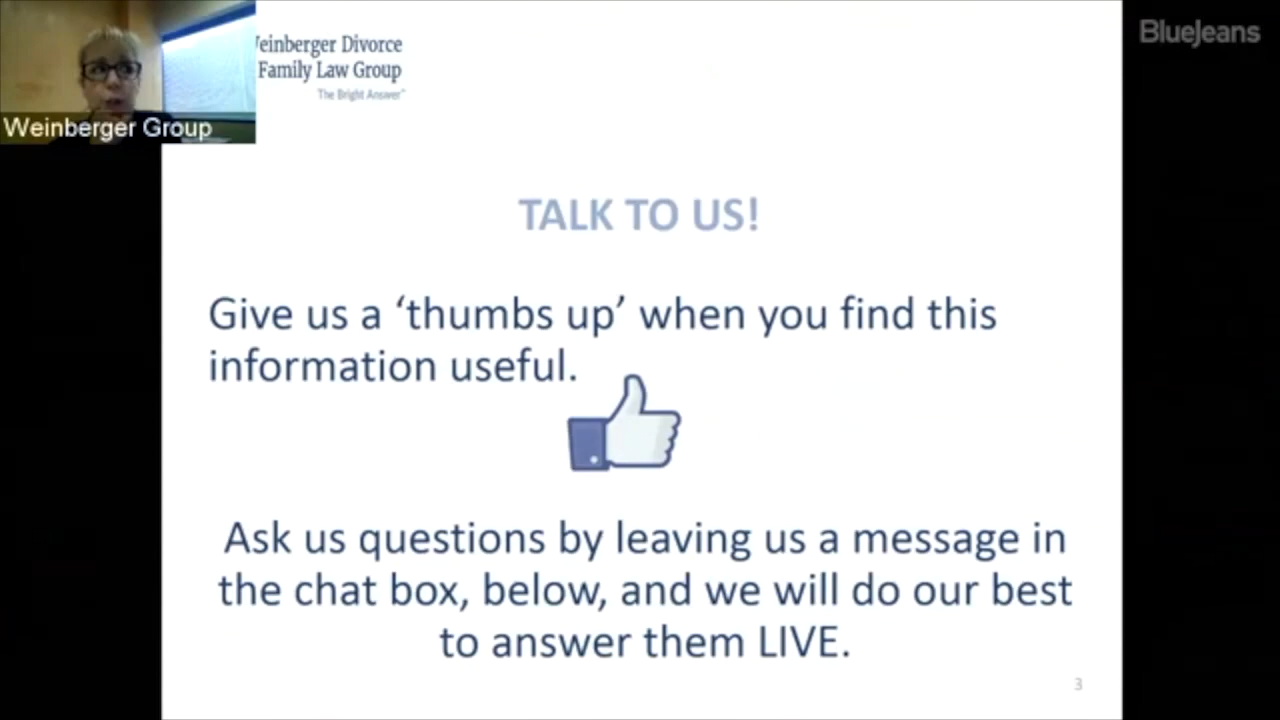 BlueJeans
Weinberger Divorce
Family Law Group
The Bright Answer™
Weinberger Group
TALK TO US!
Give us a ‘thumbs up’ when you find this
information useful.
Ask us questions by leaving us a message in
the chat box, below, and we will do our best
to answer them LIVE.
3